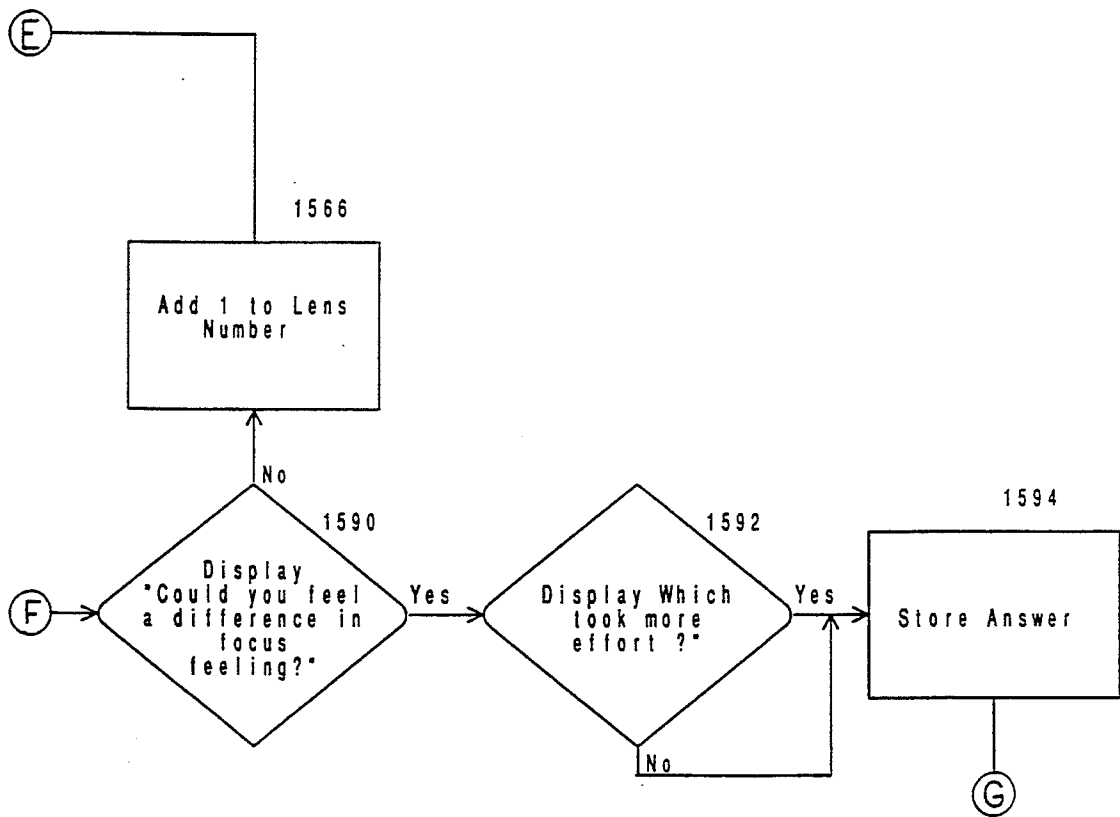 E
1566
Add 1 to Lens
Number
No
1590
1592
1594
F
Display
"Could you feel
a difference in
focus
feeling?"
Yes
Display Which
took more
effort ?"
Yes
Store Answer
No
G